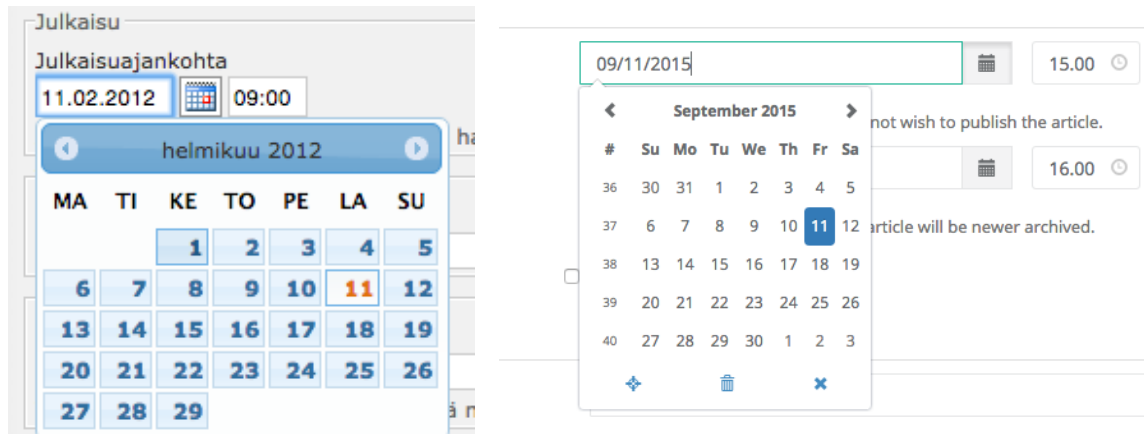 Julkaisu
Julkaisuajankohta
11.02.2012 09:00
helmikuu 2012
MA TI KE TO PE LA SU
1 2 3 4 5
6 7 8 9 10 11 12
13 14 15 16 17 18 19
20 21 22 23 24 25 26
27 28 29
09/11/2015 15.00
September 2015
not wish to publish the article.
# Su Mo Tu We Th Fr Sa
16.00
36 30 31 1 2 3 4 5
37 6 7 8 9 10 11 12
article will be newer archived.
38 13 14 15 16 17 18 19
39 20 21 22 23 24 25 26
40 27 28 29 30 1 2 3